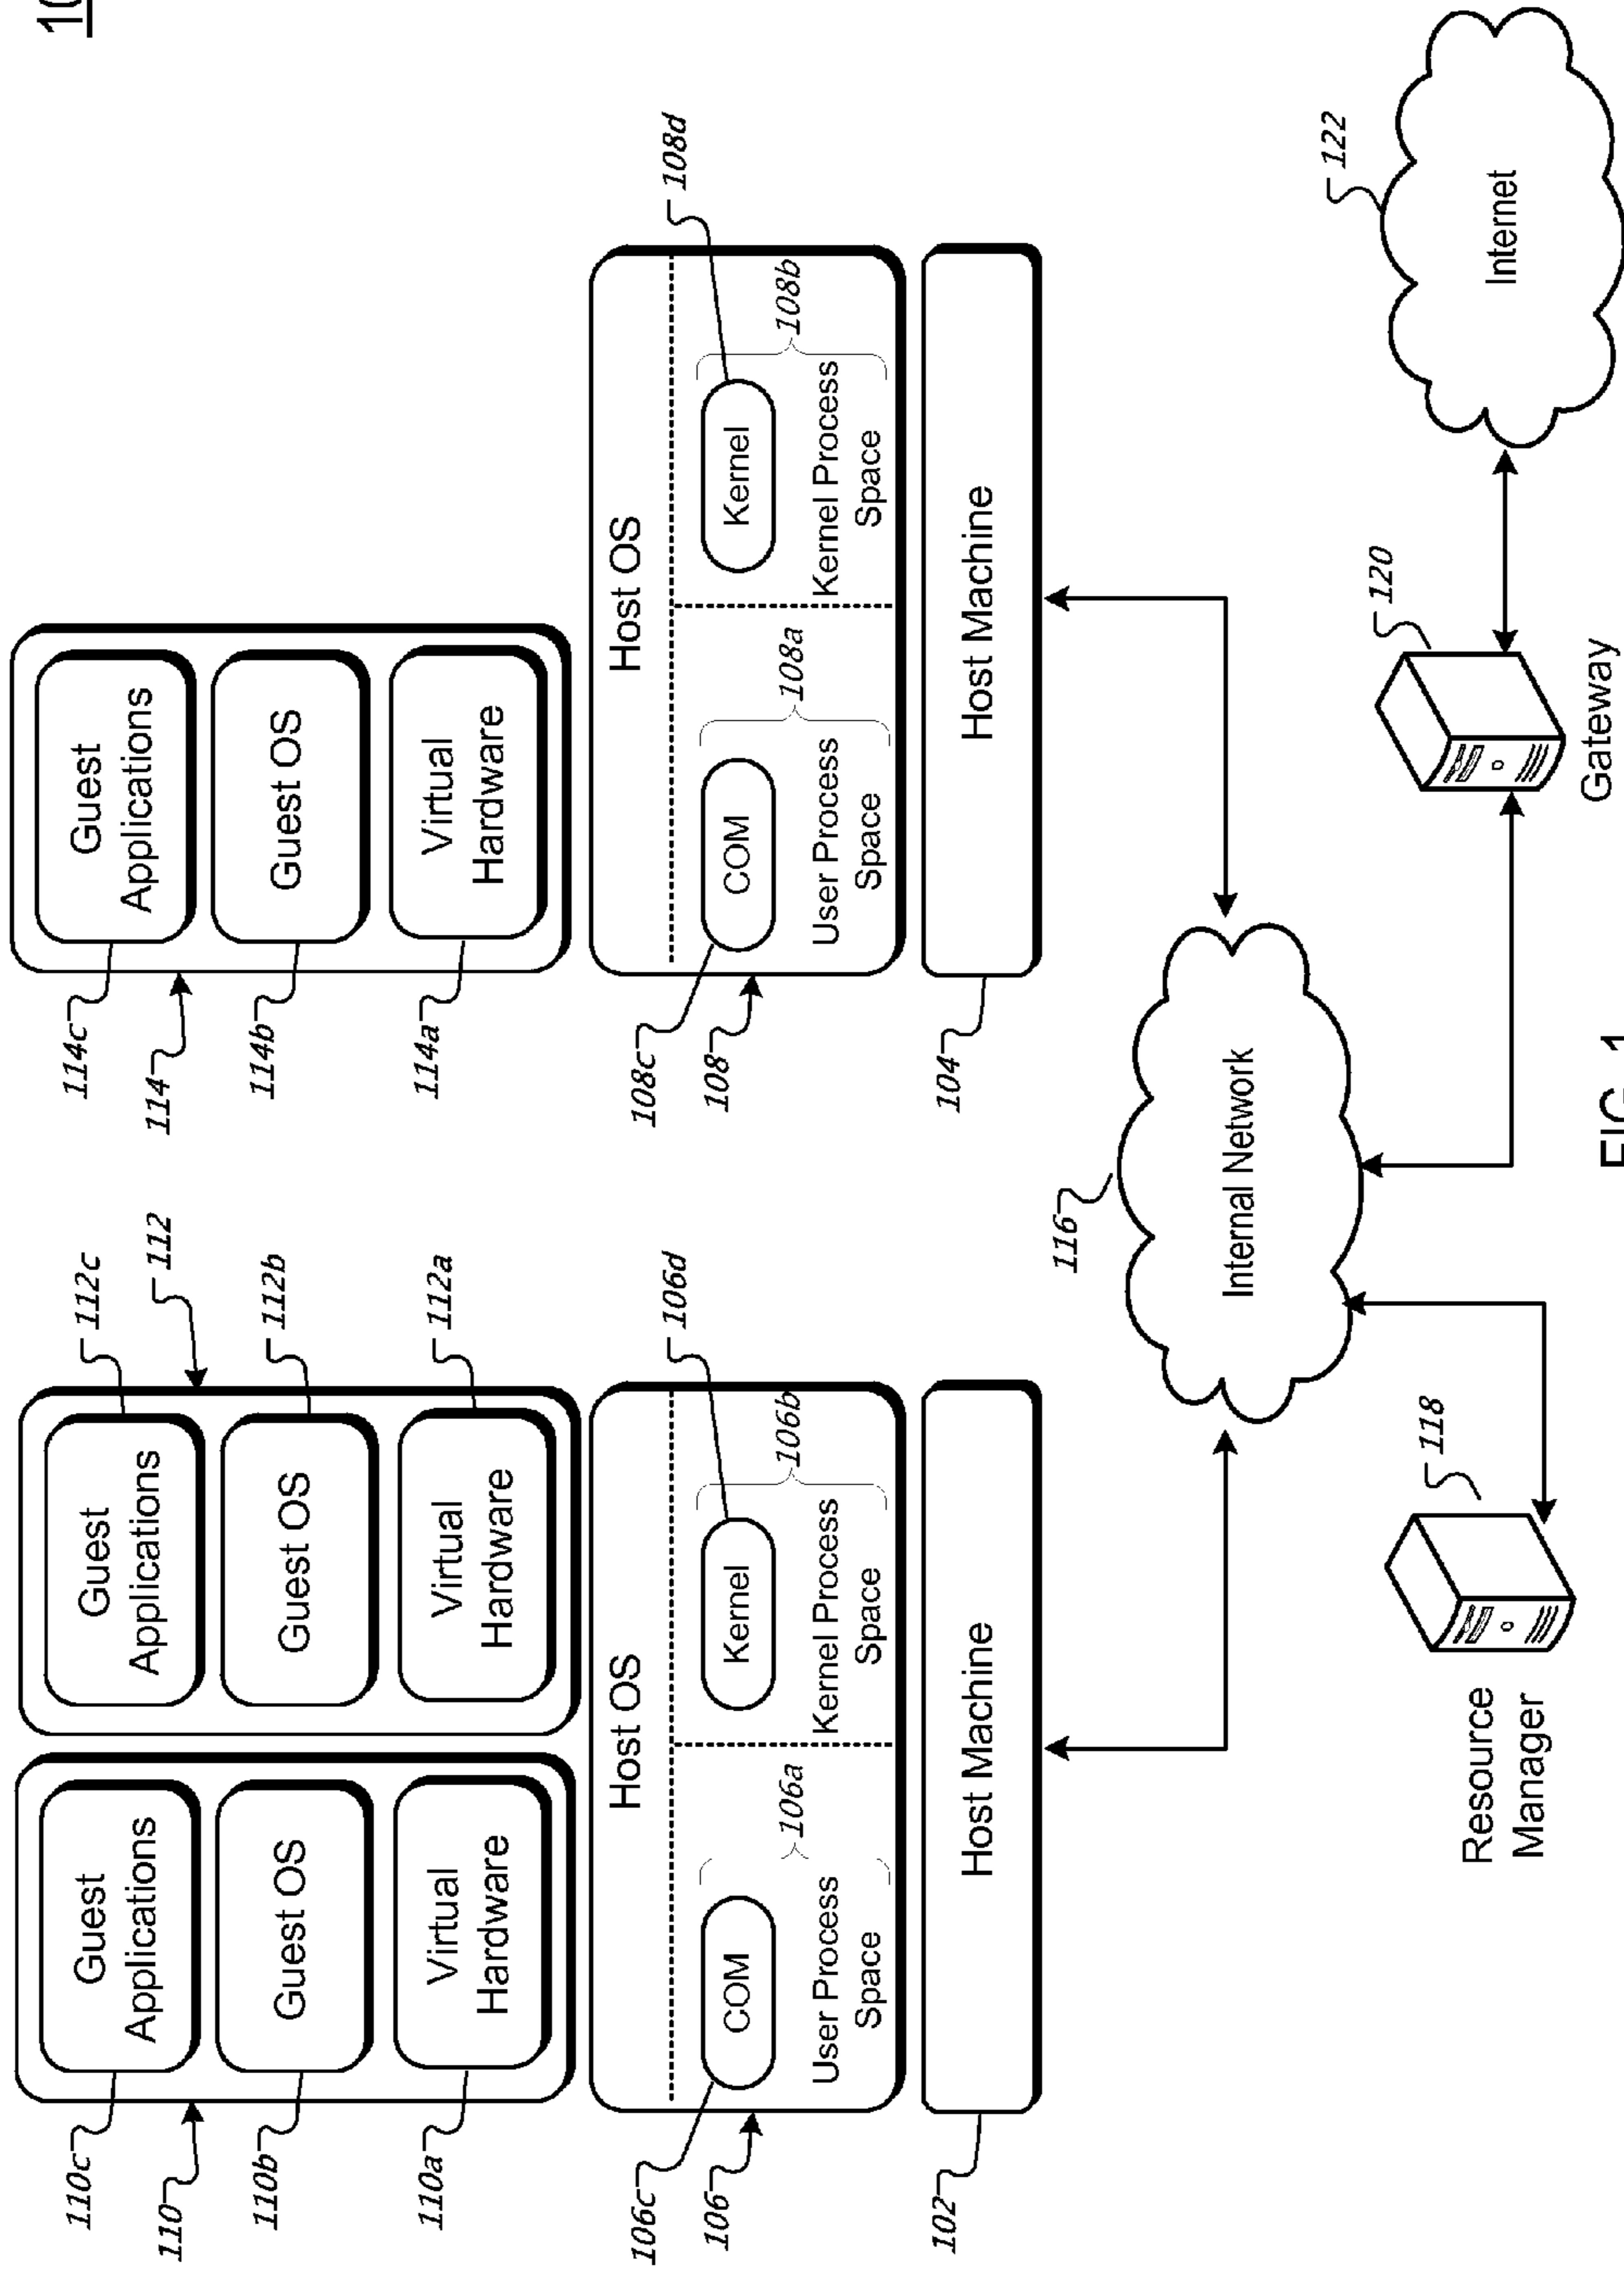 10
110c
110
110b
110a
Guest
Applications
Guest OS
Virtual
Hardware
Guest
Applications
Guest OS
Virtual
Hardware
112c
112
112b
112a
114c
114
114b
114a
Guest
Applications
Guest OS
Virtual
Hardware
106c
106
Host OS
COM
106a
User Process
Space
Kernel
106b
Kernel Process
Space
106d
108c
108
Host OS
COM
108a
User Process
Space
Kernel
108b
Kernel Process
Space
108d
102
Host Machine
104
Host Machine
116
Internal Network
118
Resource
Manager
120
Gateway
122
Internet
FIG. 1